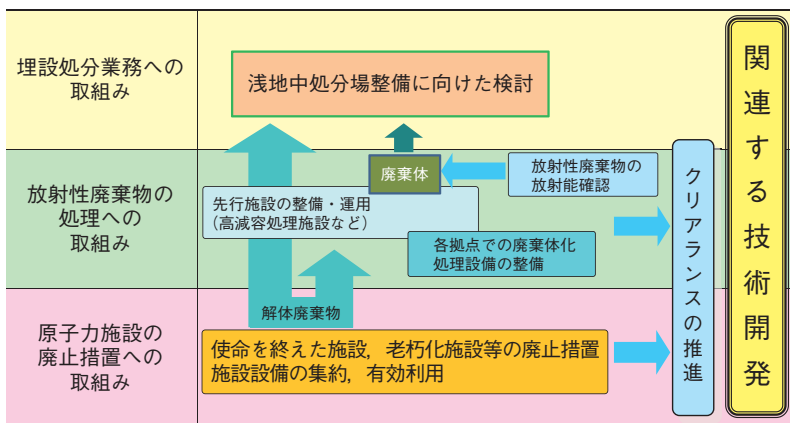 埋設処分業務への
取組み
浅地中処分場整備に向けた検討
放射性廃棄物の
処理への
取組み
廃棄体
放射性廃棄物の
放射能確認
先行施設の整備・運用
(高減容処理施設など)
各拠点での廃棄体化
処理設備の整備
解体廃棄物
原子力施設の
廃止措置への
取組み
使命を終えた施設，老朽化施設等の廃止措置
施設設備の集約，有効利用
クリアランスの推進
関連する技術開発